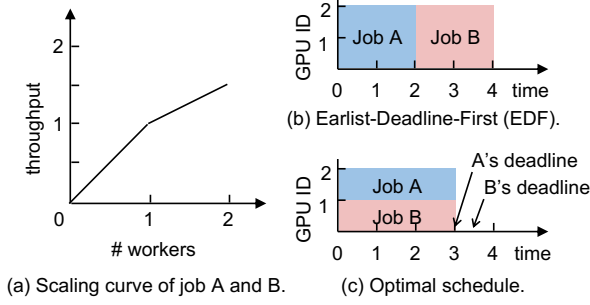 throughput
2
1
0
1
2
# workers
(a) Scaling curve of job A and B.
GPU ID
2
1
Job A
Job B
0 1 2 3 4 time
(b) Earlist-Deadline-First (EDF).
GPU ID
2
1
Job A
Job B
A's deadline
B's deadline
0 1 2 3 4 time
(c) Optimal schedule.